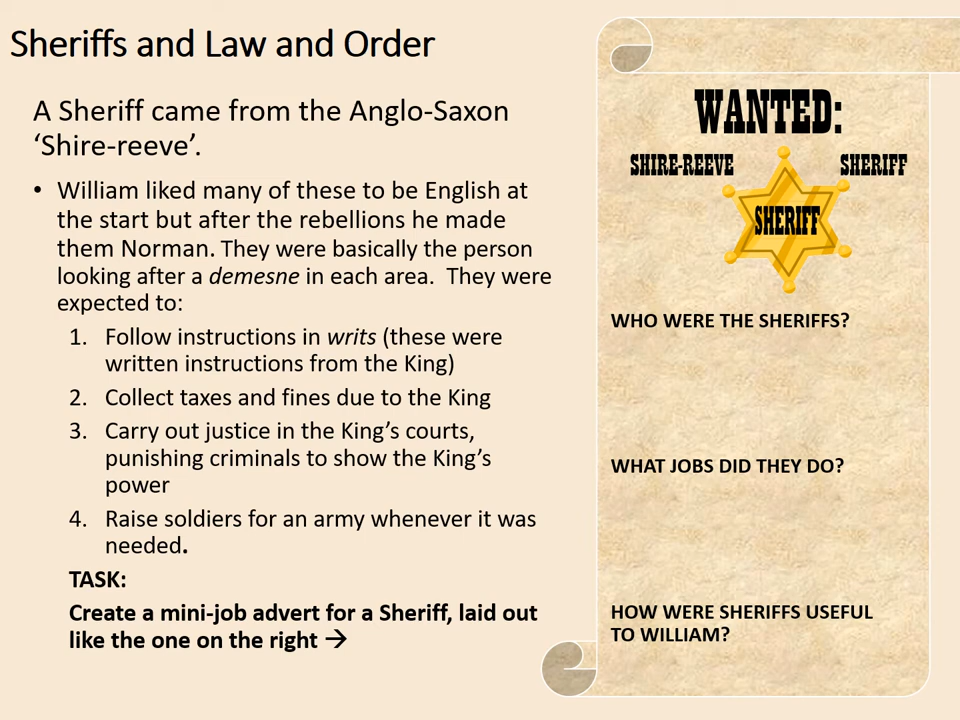 Sheriffs and Law and Order
A Sheriff came from the Anglo-Saxon
‘Shire-reeve’.
• William liked many of these to be English at
the start but after the rebellions he made
them Norman. They were basically the person
looking after a demesne in each area.  They were
expected to:
1. Follow instructions in writs (these were
written instructions from the King)
2. Collect taxes and fines due to the King
3. Carry out justice in the King’s courts,
punishing criminals to show the King’s
power
4. Raise soldiers for an army whenever it was
needed.
TASK:
Create a mini-job advert for a Sheriff, laid out
like the one on the right →
WANTED:
SHIRE-REEVE
SHERIFF
SHERIFF
WHO WERE THE SHERIFFS?
WHAT JOBS DID THEY DO?
HOW WERE SHERIFFS USEFUL
TO WILLIAM?